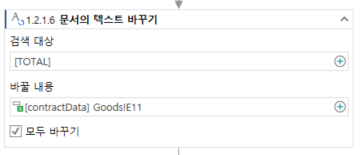 1.2.1.6 문서의 텍스트 바꾸기
검색 대상
[TOTAL]
바꿀 내용
[contractData] Goods!E11
모두 바꾸기